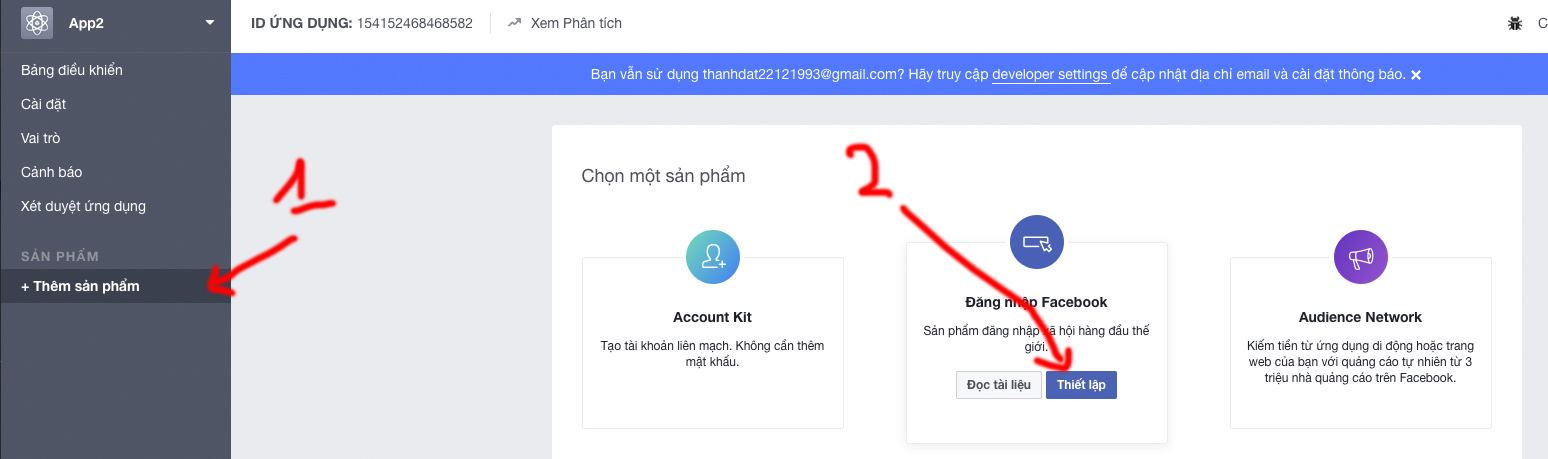 App2
ID ỨNG DỤNG: 154152468468582
Xem Phân tích
C
Bạn vẫn sử dụng thanhdat22121993@gmail.com? Hãy truy cập developer settings để cập nhật địa chỉ email và cài đặt thông báo. ×
Bảng điều khiển
Cài đặt
Vai trò
Cảnh báo
Xét duyệt ứng dụng
SẢN PHẨM
+ Thêm sản phẩm
1
2
Chọn một sản phẩm
Account Kit
Tạo tài khoản liên mạch. Không cần thêm
mật khẩu.
Đăng nhập Facebook
Sản phẩm đăng nhập xã hội hàng đầu thế
giới.
Đọc tài liệu
Thiết lập
Audience Network
Kiếm tiền từ ứng dụng di động hoặc trang
web của bạn với quảng cáo tự nhiên từ 3
triệu nhà quảng cáo trên Facebook.